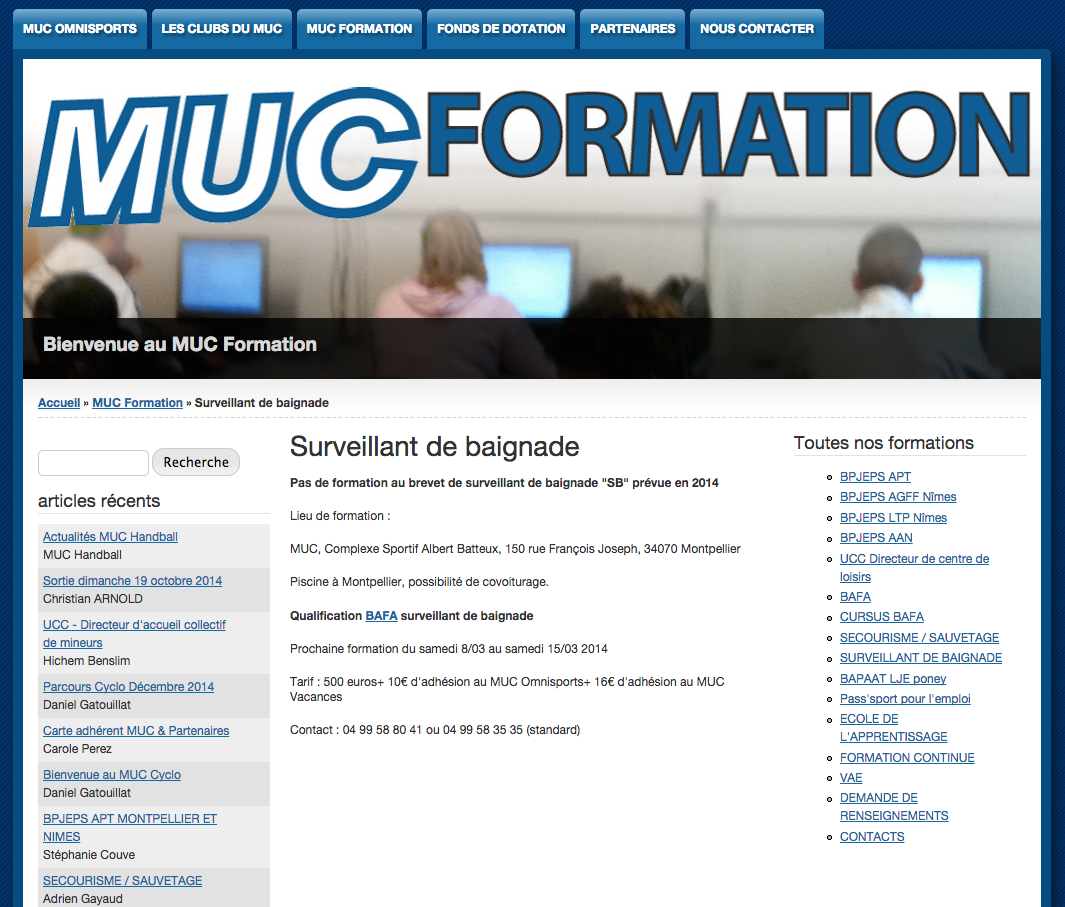 MUC OMNISPORTS
LES CLUBS DU MUC
MUC FORMATION
FONDS DE DOTATION
PARTENAIRES
NOUS CONTACTER
MUC FORMATION
Bienvenue au MUC Formation
Accueil » MUC Formation » Surveillant de baignade
Recherche
articles récents
Actualités MUC Handball
MUC Handball
Sortie dimanche 19 octobre 2014
Christian ARNOLD
UCC - Directeur d'accueil collectif
de mineurs
Hichem Benslim
Parcours Cyclo Décembre 2014
Daniel Gatouillat
Carte adhérent MUC & Partenaires
Carole Perez
Bienvenue au MUC Cyclo
Daniel Gatouillat
BPJEPS APT MONTPELLIER ET
NIMES
Stéphanie Couve
SECOURISME / SAUVETAGE
Adrien Gayaud
Surveillant de baignade
Pas de formation au brevet de surveillant de baignade "SB" prévue en 2014
Lieu de formation :
MUC, Complexe Sportif Albert Batteux, 150 rue François Joseph, 34070 Montpellier
Piscine à Montpellier, possibilité de covoiturage.
Qualification BAFA surveillant de baignade
Prochaine formation du samedi 8/03 au samedi 15/03 2014
Tarif : 500 euros+ 10€ d'adhésion au MUC Omnisports+ 16€ d'adhésion au MUC
Vacances
Contact : 04 99 58 80 41 ou 04 99 58 35 35 (standard)
Toutes nos formations
BPJEPS APT
BPJEPS AGFF Nîmes
BPJEPS LTP Nîmes
BPJEPS AAN
UCC Directeur de centre de
loisirs
BAFA
CURSUS BAFA
SECOURISME / SAUVETAGE
SURVEILLANT DE BAIGNADE
BAPAAT LJE poney
Pass'sport pour l'emploi
ECOLE DE
L'APPRENTISSAGE
FORMATION CONTINUE
VAE
DEMANDE DE
RENSEIGNEMENTS
CONTACTS